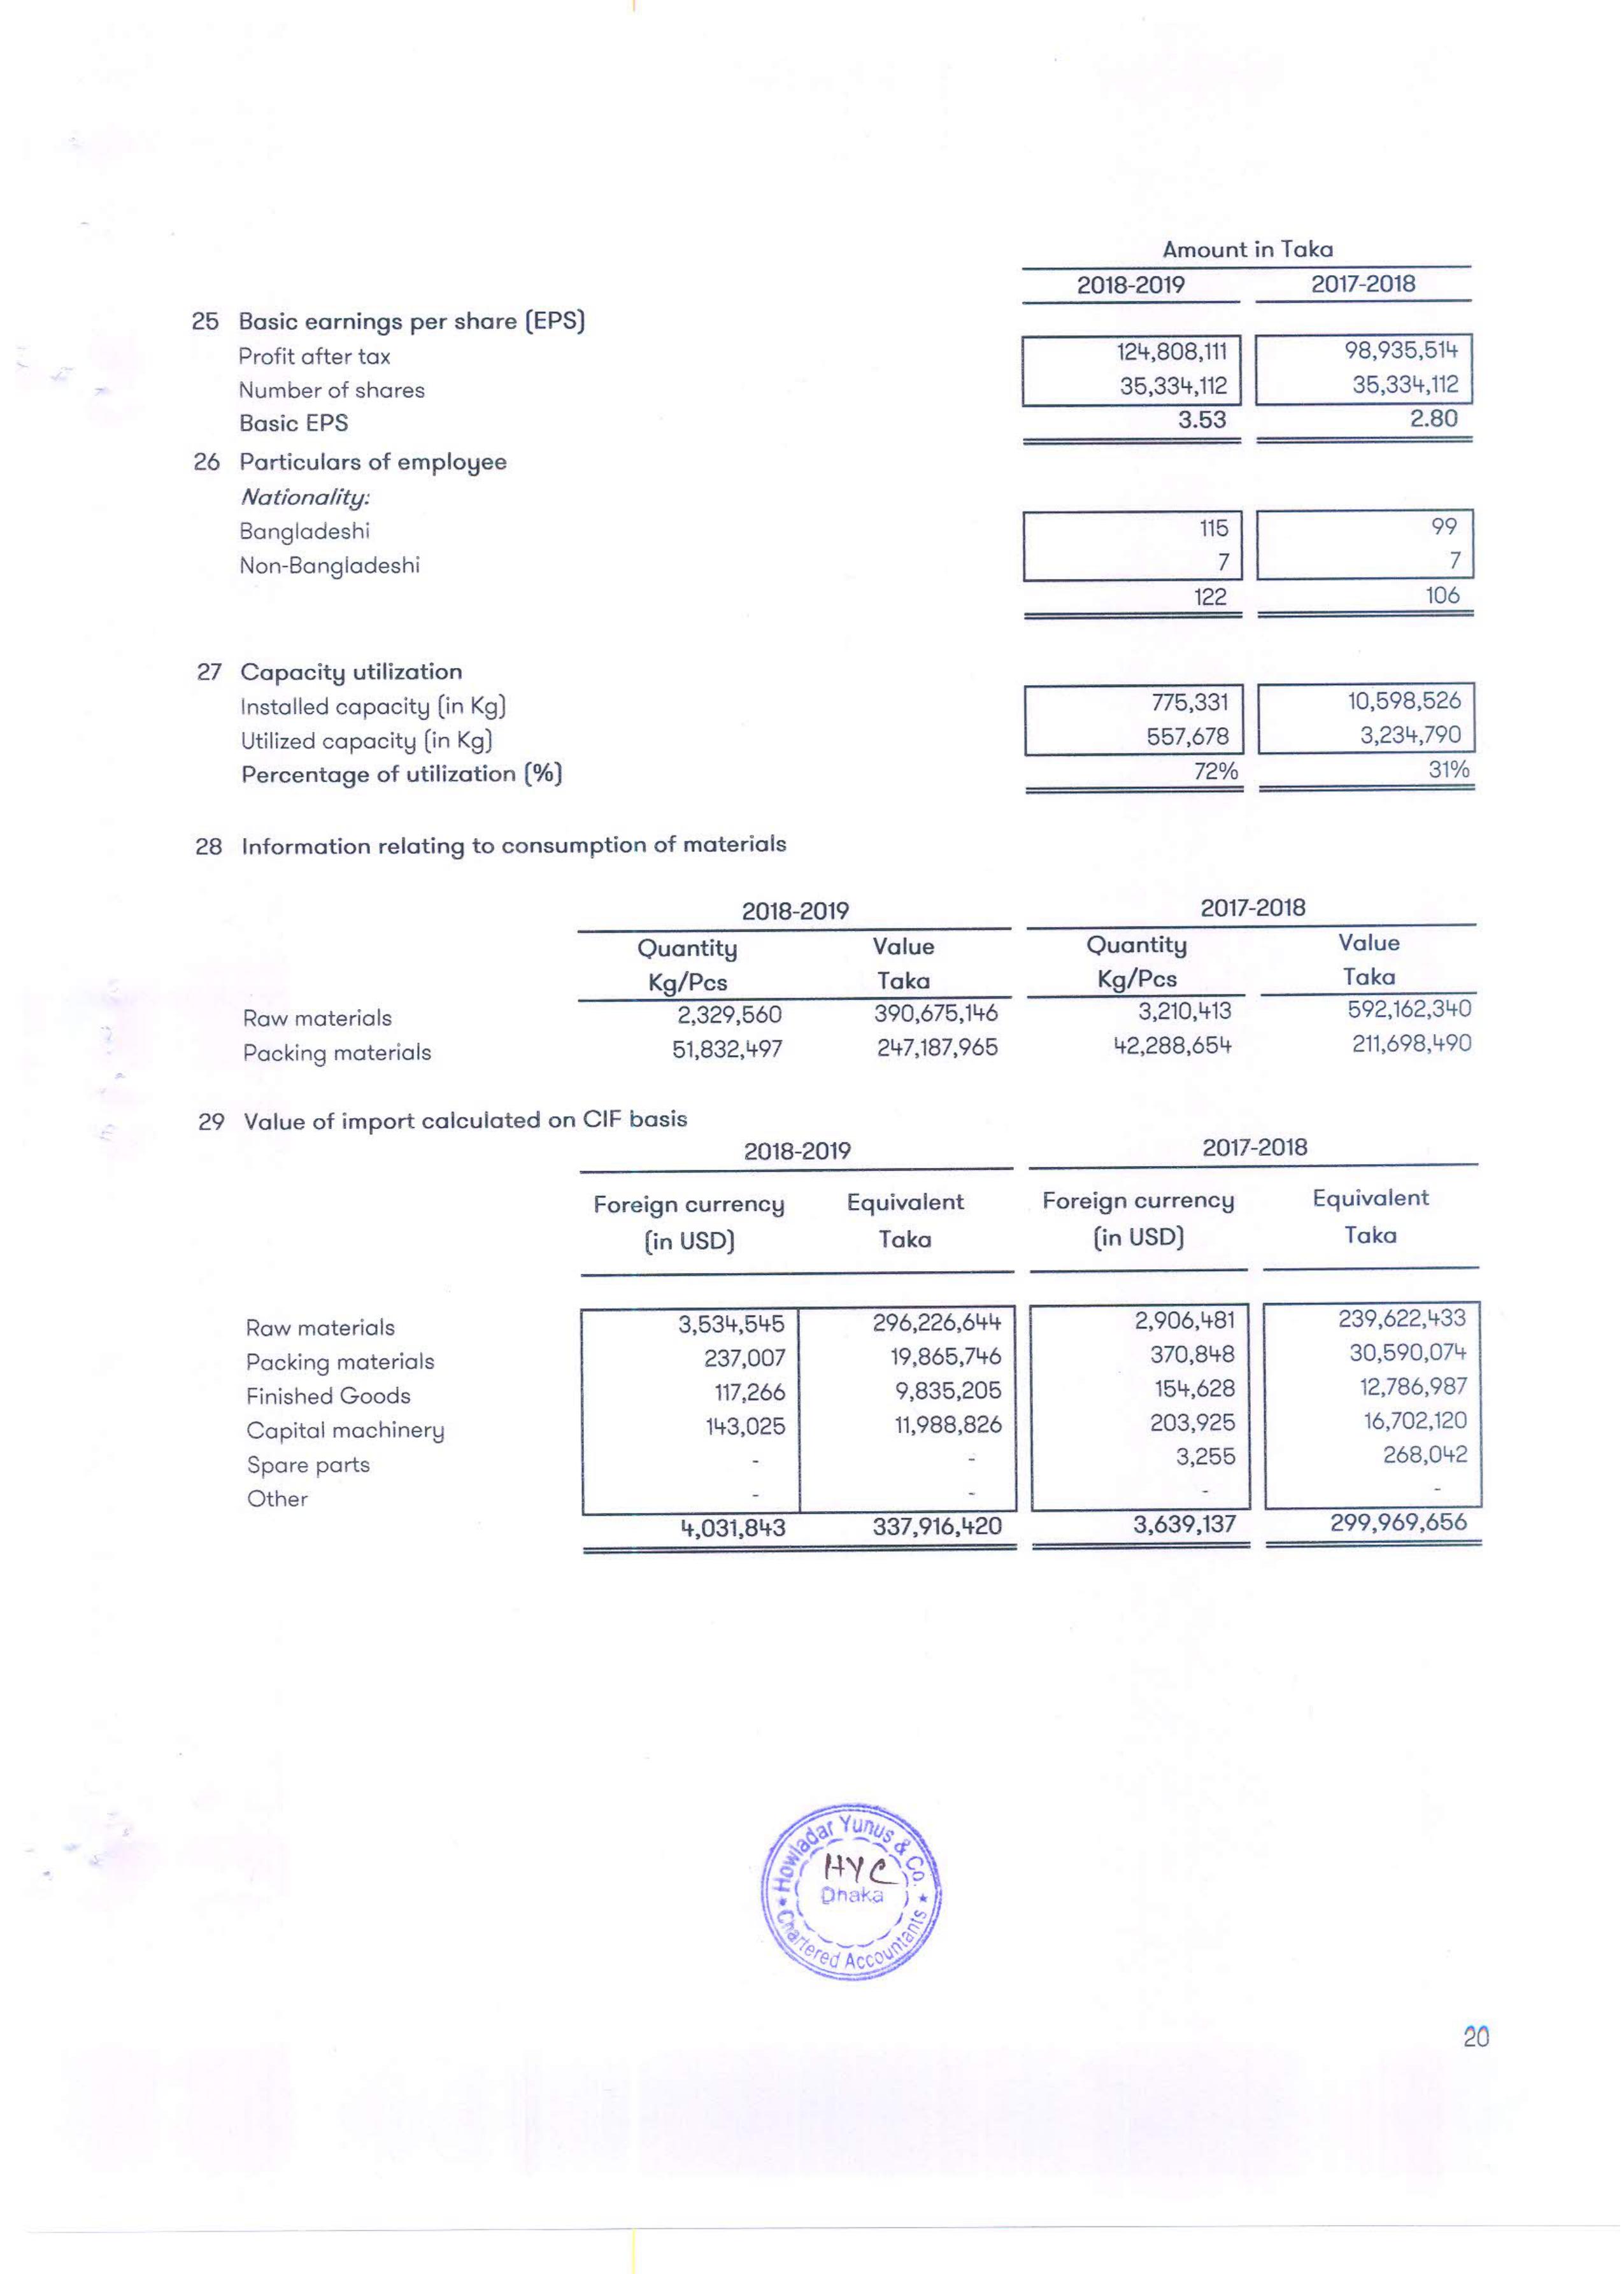 Amount in Taka
2018-2019 2017-2018
25 Basic earnings per share (EPS)
Profit after tax 124,808,111 98,935,514
Number of shares 35,334,112 35,334,112
Basic EPS 3.53 2.80
26 Particulars of employee
Nationality:
Bangladeshi 115 99
Non-Bangladeshi 7 7
122 106
27 Capacity utilization
Installed capacity (in Kg) 775,331 10,598,526
Utilized capacity (in Kg) 557,678 3,234,790
Percentage of utilization (%) 72% 31%
28 Information relating to consumption of materials
2018-2019 2017-2018
Quantity Value Quantity Value
Kg/Pcs Taka Kg/Pcs Taka
Raw materials 2,329,560 390,675,146 3,210,413 592,162,340
Packing materials 51,832,497 247,187,965 42,288,654 211,698,490
29 Value of import calculated on CIF basis
2018-2019 2017-2018
Foreign currency Equivalent Foreign currency Equivalent
(in USD) Taka (in USD) Taka
Raw materials 3,534,545 296,226,644 2,906,481 239,622,433
Packing materials 237,007 19,865,746 370,848 30,590,074
Finished Goods 117,266 9,835,205 154,628 12,786,987
Capital machinery 143,025 11,988,826 203,925 16,702,120
Spare parts - - 3,255 268,042
Other - - - -
4,031,843 337,916,420 3,639,137 299,969,656
Howladar Yunus & Co.
HYC
Dhaka
Chartered Accountants
20